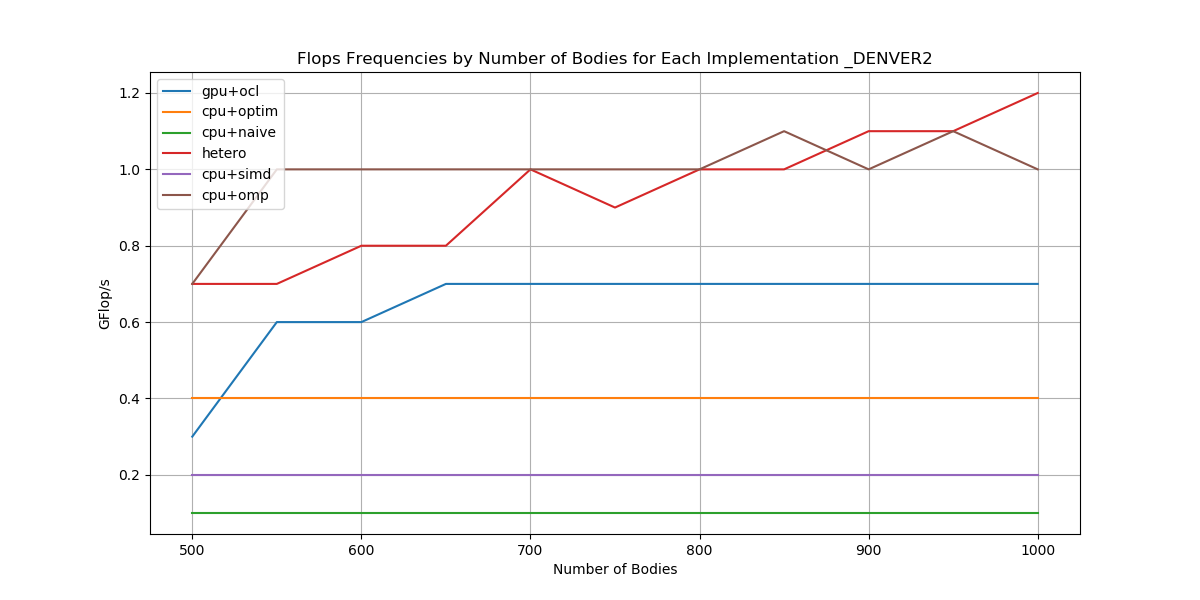 Flops Frequencies by Number of Bodies for Each Implementation _DENVER2
gpu+ocl
cpu+optim
cpu+naive
hetero
cpu+simd
cpu+omp
GFlop/s
1.2
1.0
0.8
0.6
0.4
0.2
500 600 700 800 900 1000
Number of Bodies